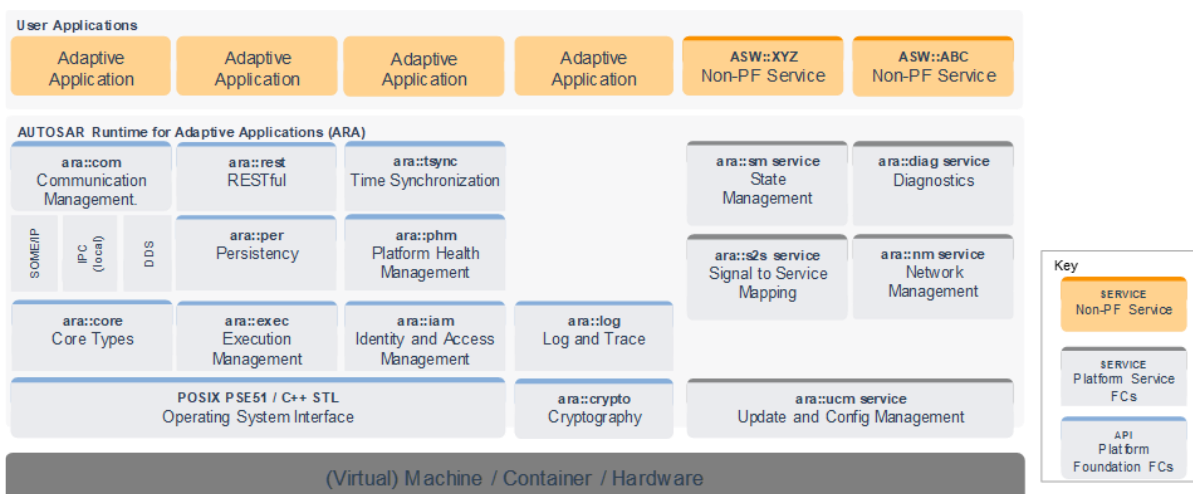 User Applications
Adaptive
Application
Adaptive
Application
Adaptive
Application
Adaptive
Application
ASW::XYZ
Non-PF Service
ASW::ABC
Non-PF Service
AUTOSAR Runtime for Adaptive Applications (ARA)
ara::com
Communication
Management.
ara::rest
RESTful
ara::tsync
Time Synchronization
ara::sm service
State
Management
ara::diag service
Diagnostics
SOME/IP
IPC
(local)
DDS
ara::per
Persistency
ara::phm
Platform Health
Management
ara::s2s service
Signal to Service
Mapping
ara::nm service
Network
Management
ara::core
Core Types
ara::exec
Execution
Management
ara::iam
Identity and Access
Management
ara::log
Log and Trace
POSIX PSE51 / C++ STL
Operating System Interface
ara::crypto
Cryptography
ara::ucm service
Update and Config Management
(Virtual) Machine / Container / Hardware
Key
SERVICE
Non-PF Service
SERVICE
Platform Service
FCs
API
Platform
Foundation FCs